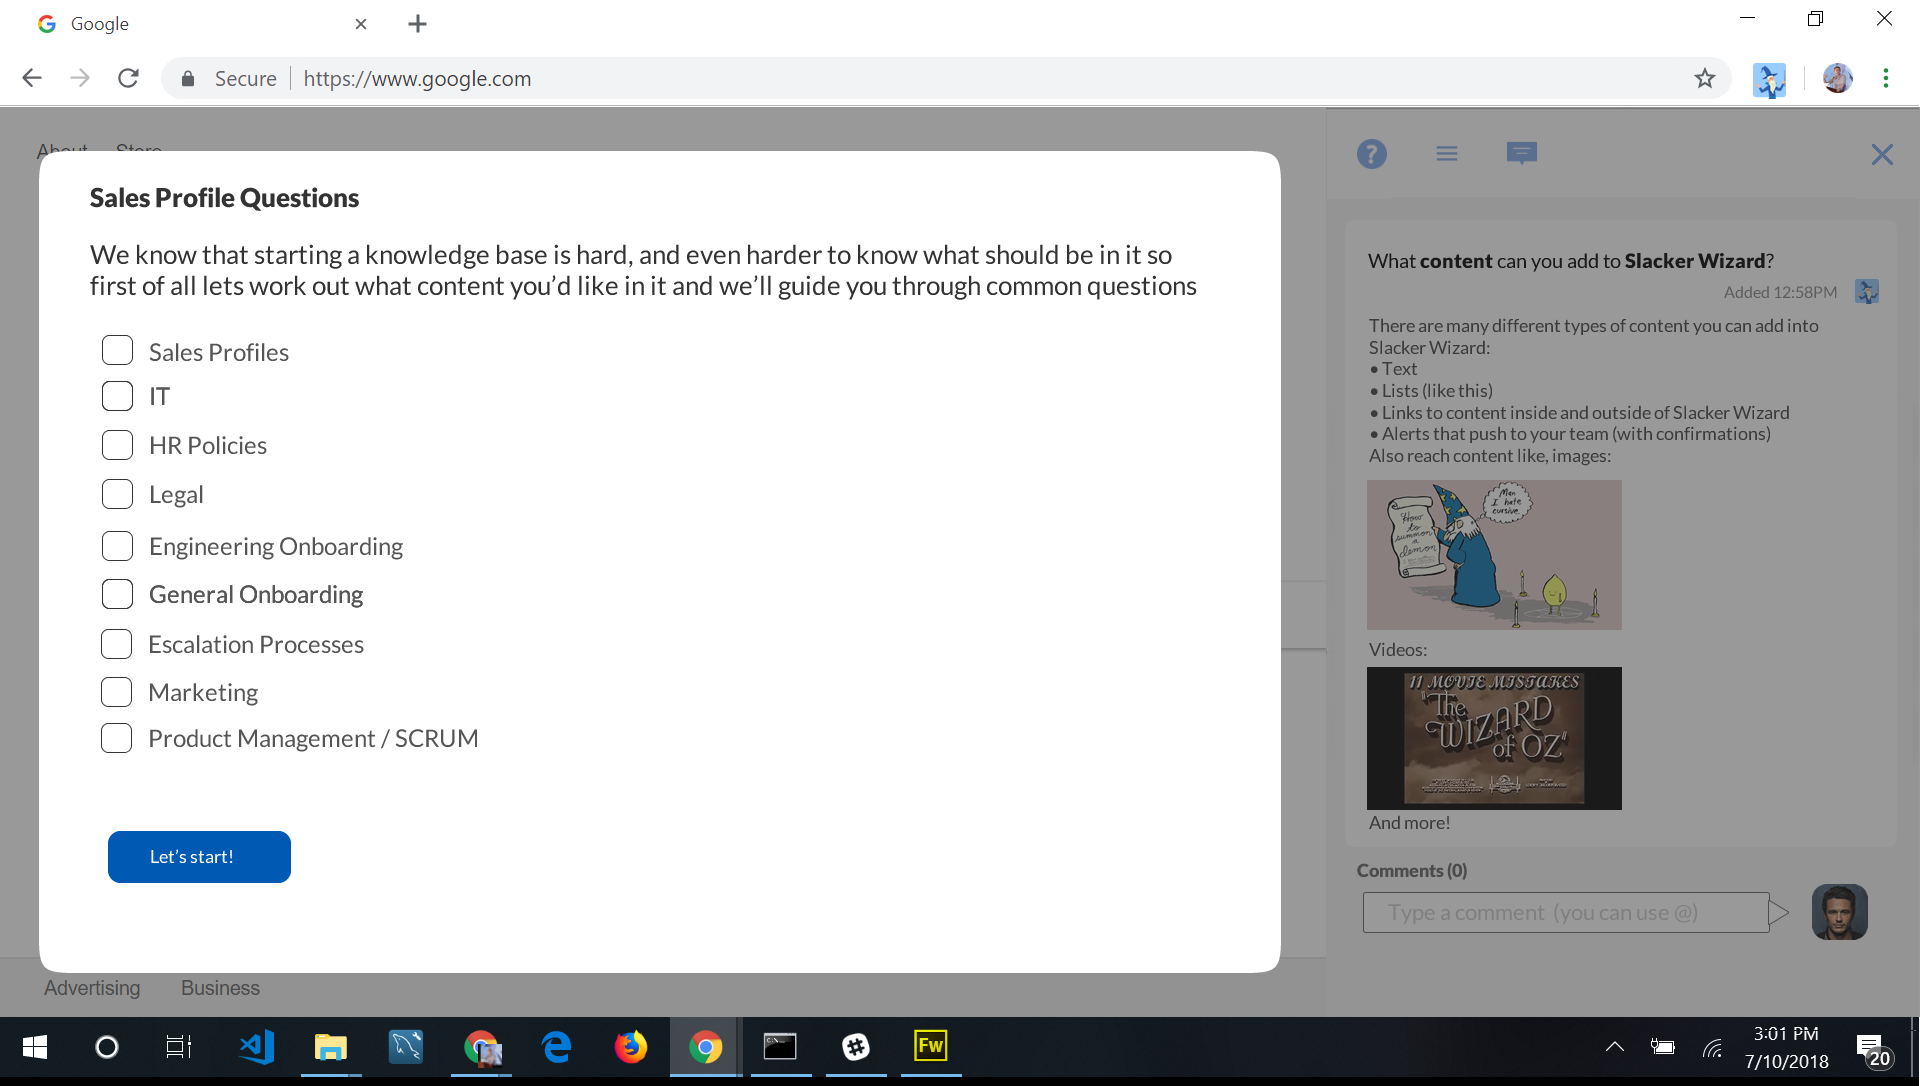 Google
Secure
https://www.google.com
About Store
Sales Profile Questions
We know that starting a knowledge base is hard, and even harder to know what should be in it so
first of all lets work out what content you’d like in it and we’ll guide you through common questions
Sales Profiles
IT
HR Policies
Legal
Engineering Onboarding
General Onboarding
Escalation Processes
Marketing
Product Management / SCRUM
Let’s start!
Advertising Business
?
What content can you add to Slacker Wizard?
Added 12:58PM
There are many different types of content you can add into
Slacker Wizard:
• Text
• Lists (like this)
• Links to content inside and outside of Slacker Wizard
• Alerts that push to your team (with confirmations)
Also reach content like, images:
How
to
summon
a
demon
Man
I hate
cursive
Videos:
11 MOVIE MISTAKES
"The
WIZARD
of OZ"
And more!
Comments (0)
Type a comment (you can use @)
Fw
3:01 PM
7/10/2018
20